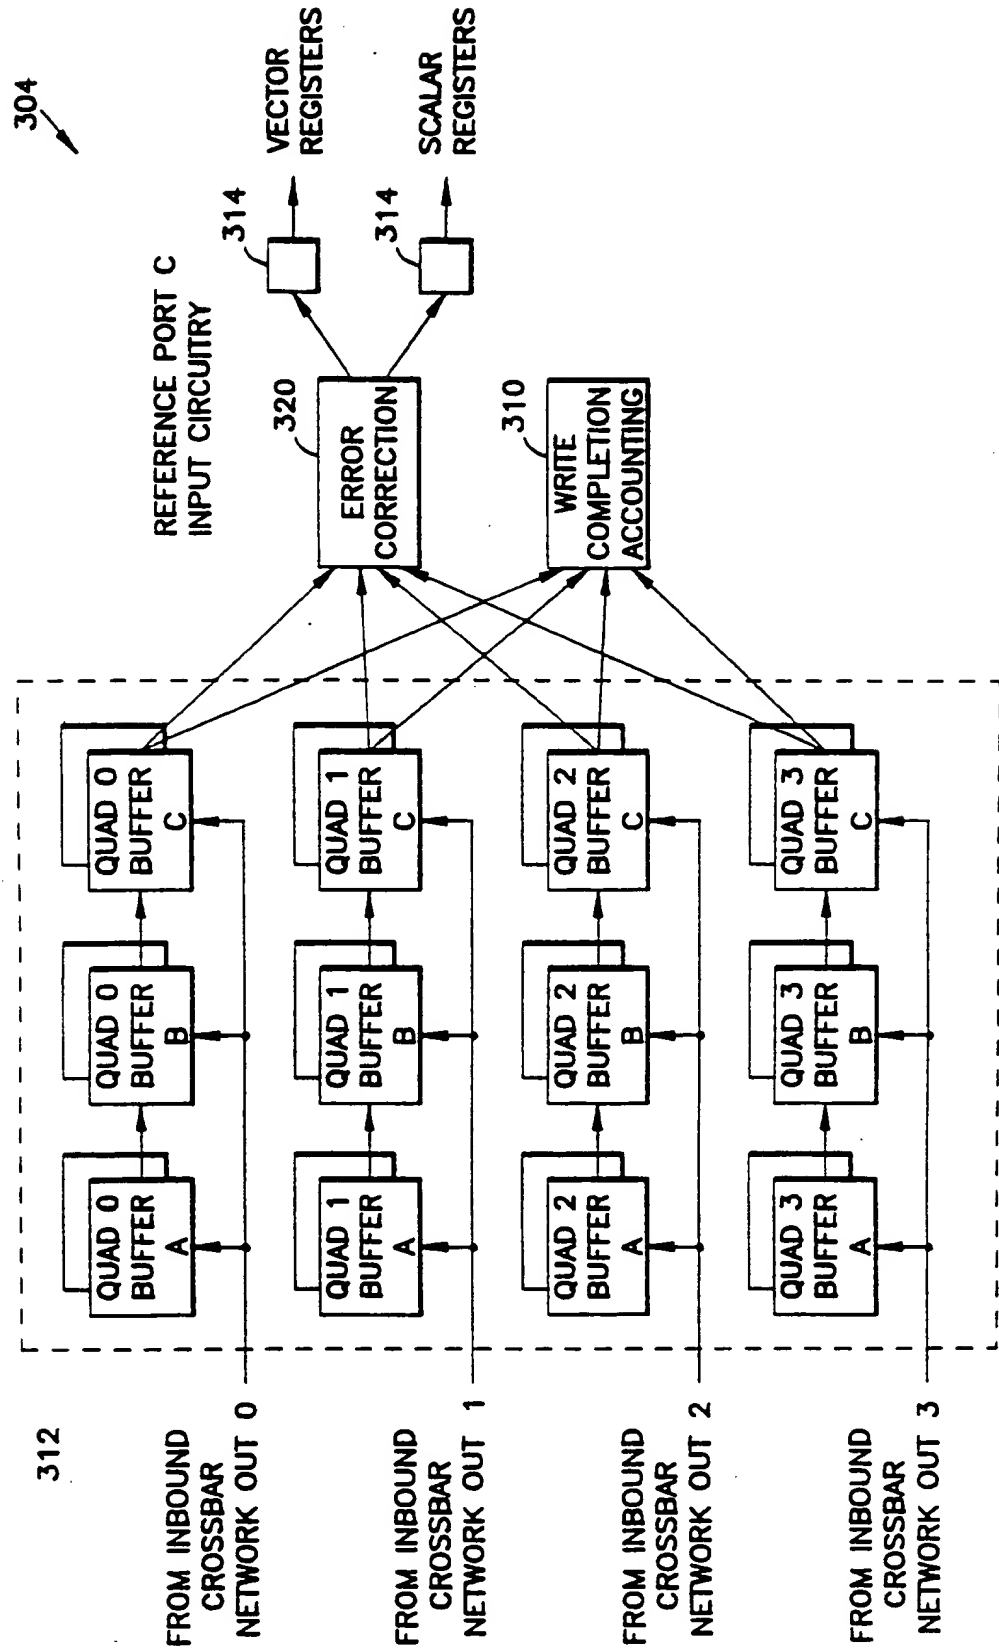 304
REFERENCE PORT C
INPUT CIRCUITRY
312
FROM INBOUND
CROSSBAR
NETWORK OUT 0
QUAD 0
BUFFER
A
QUAD 0
BUFFER
B
QUAD 0
BUFFER
C
FROM INBOUND
CROSSBAR
NETWORK OUT 1
QUAD 1
BUFFER
A
QUAD 1
BUFFER
B
QUAD 1
BUFFER
C
FROM INBOUND
CROSSBAR
NETWORK OUT 2
QUAD 2
BUFFER
A
QUAD 2
BUFFER
B
QUAD 2
BUFFER
C
FROM INBOUND
CROSSBAR
NETWORK OUT 3
QUAD 3
BUFFER
A
QUAD 3
BUFFER
B
QUAD 3
BUFFER
C
320
ERROR
CORRECTION
310
WRITE
COMPLETION
ACCOUNTING
314
VECTOR
REGISTERS
314
SCALAR
REGISTERS